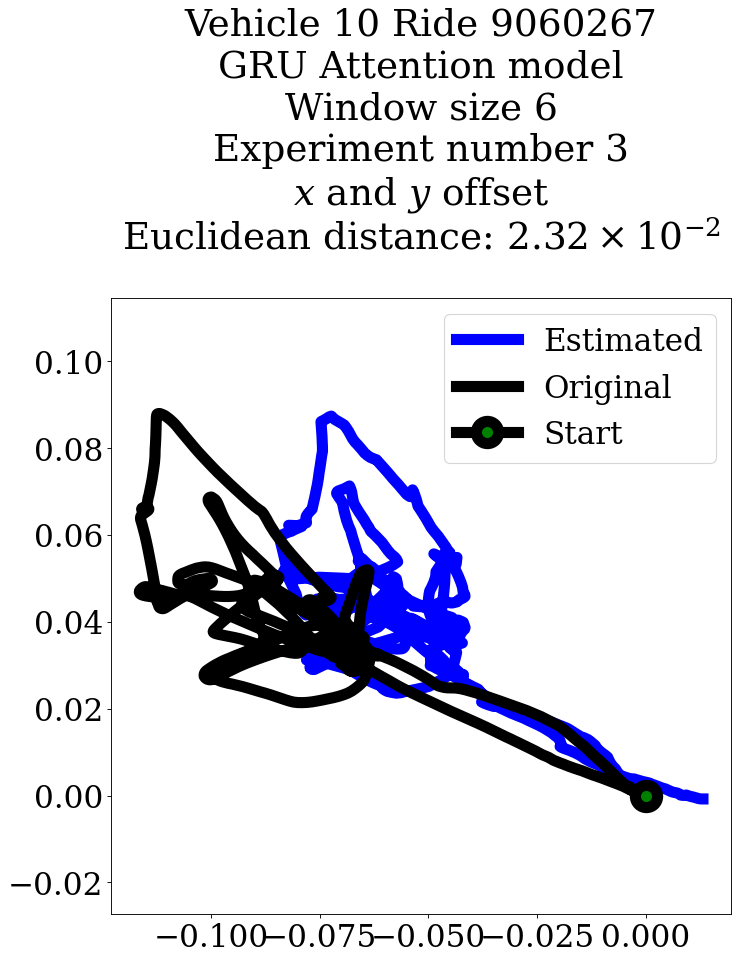 Vehicle 10 Ride 9060267
GRU Attention model
Window size 6
Experiment number 3
x and y offset
Euclidean distance: 2.32 × 10⁻²
Estimated
Original
Start
0.10
0.08
0.06
0.04
0.02
0.00
−0.02
−0.100 −0.075 −0.050 −0.025 0.000